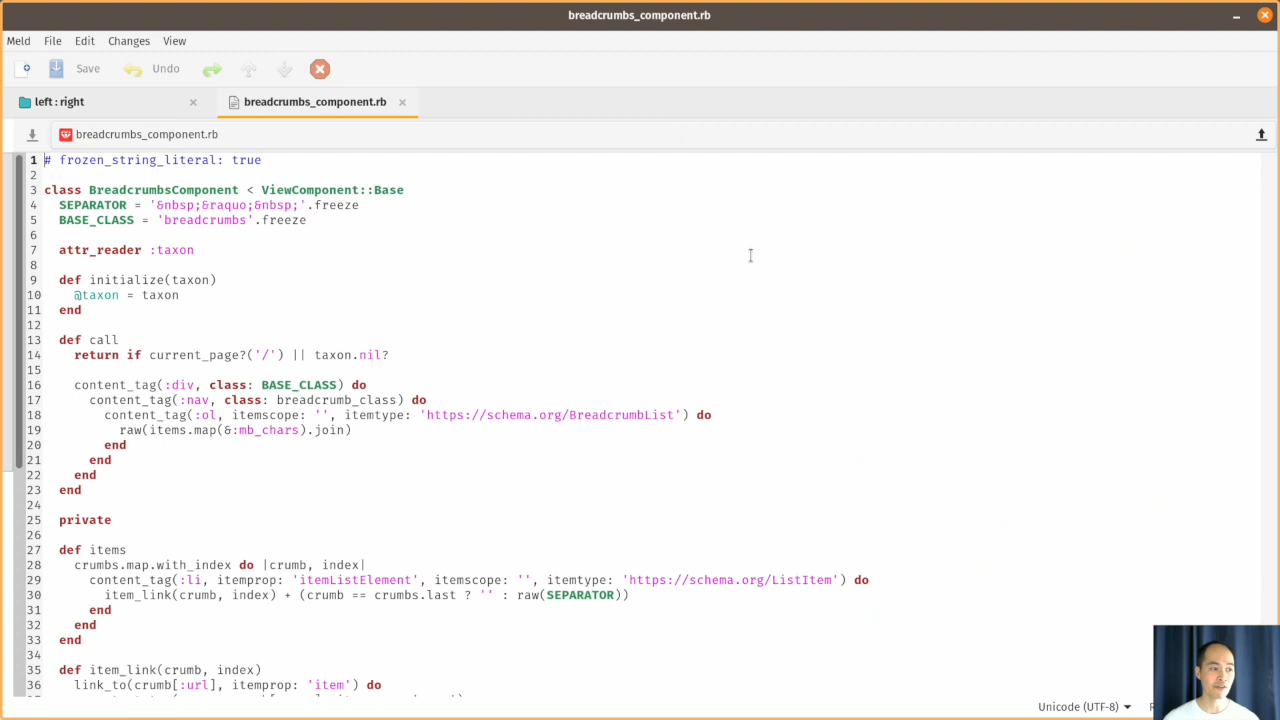 breadcrumbs_component.rb
Meld File Edit Changes View
Save Undo
left : right breadcrumbs_component.rb
breadcrumbs_component.rb
1 # frozen_string_literal: true
2
3 class BreadcrumbsComponent < ViewComponent::Base
4 SEPARATOR = '&nbsp;&raquo;&nbsp;'.freeze
5 BASE_CLASS = 'breadcrumbs'.freeze
6
7 attr_reader :taxon
8
9 def initialize(taxon)
10 @taxon = taxon
11 end
12
13 def call
14 return if current_page?('/') || taxon.nil?
15
16 content_tag(:div, class: BASE_CLASS) do
17 content_tag(:nav, class: breadcrumb_class) do
18 content_tag(:ol, itemscope: '', itemtype: 'https://schema.org/BreadcrumbList') do
19 raw(items.map(&:mb_chars).join)
20 end
21 end
22 end
23 end
24
25 private
26
27 def items
28 crumbs.map.with_index do |crumb, index|
29 content_tag(:li, itemprop: 'itemListElement', itemscope: '', itemtype: 'https://schema.org/ListItem') do
30 item_link(crumb, index) + (crumb == crumbs.last ? '' : raw(SEPARATOR))
31 end
32 end
33 end
34
35 def item_link(crumb, index)
36 link_to(crumb[:url], itemprop: 'item') do
Unicode (UTF-8)